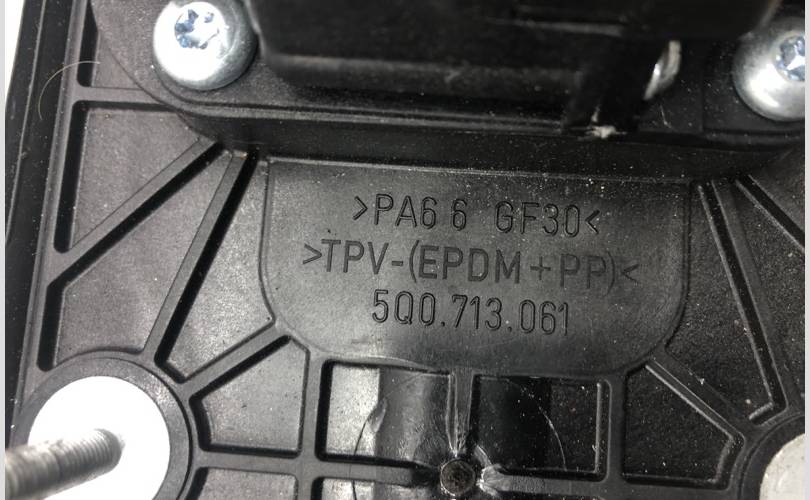 >PA6 6 GF30<
>TPV-(EPDM+PP)<
5Q0.713.061